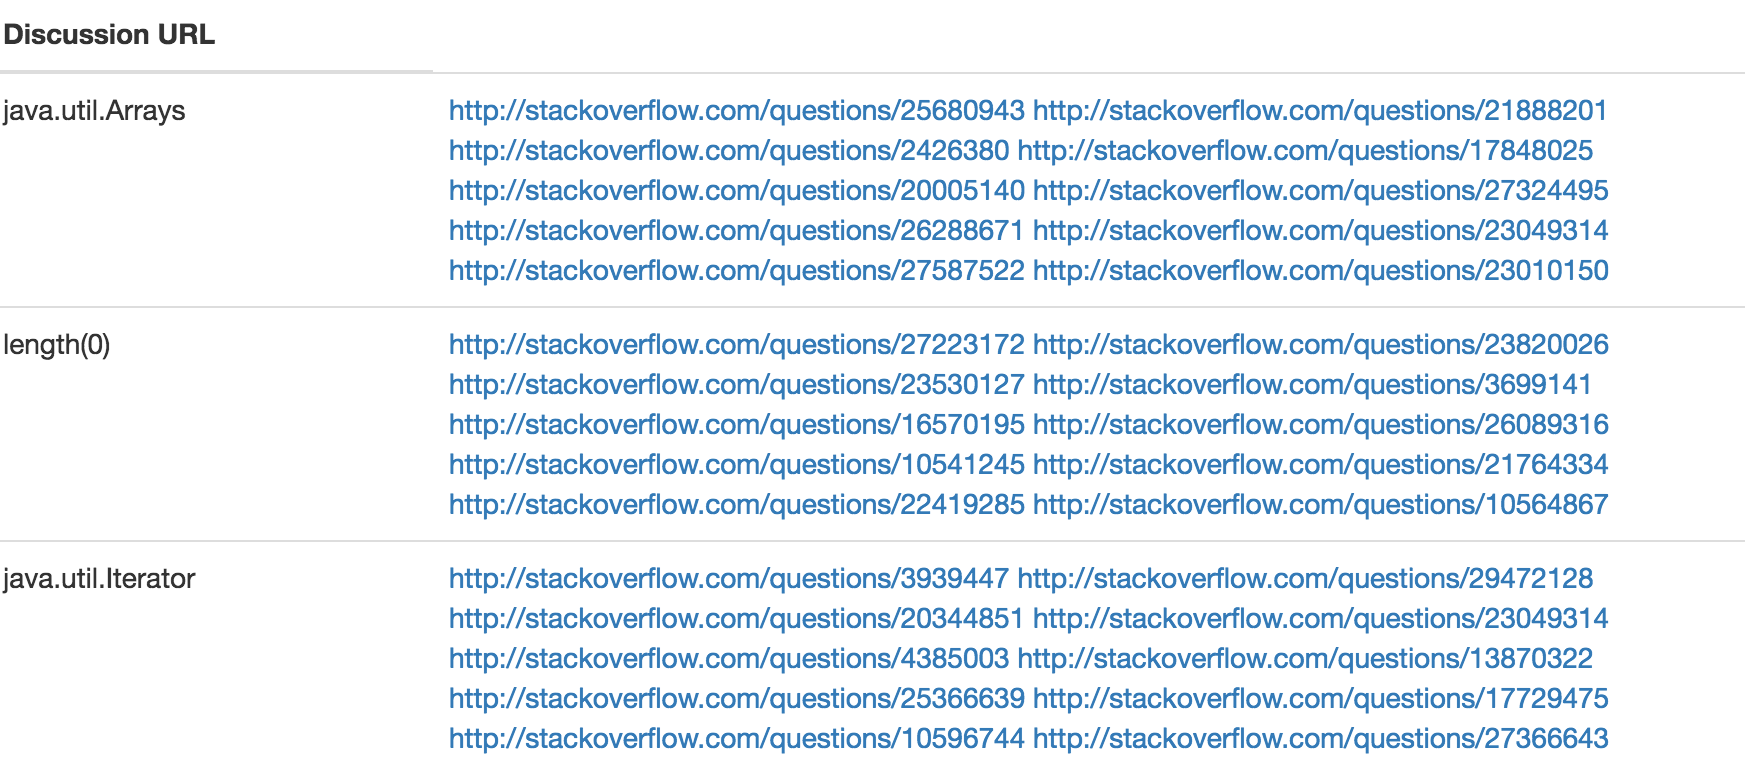 Discussion URL
java.util.Arrays
http://stackoverflow.com/questions/25680943 http://stackoverflow.com/questions/21888201
http://stackoverflow.com/questions/2426380 http://stackoverflow.com/questions/17848025
http://stackoverflow.com/questions/20005140 http://stackoverflow.com/questions/27324495
http://stackoverflow.com/questions/26288671 http://stackoverflow.com/questions/23049314
http://stackoverflow.com/questions/27587522 http://stackoverflow.com/questions/23010150
length(0)
http://stackoverflow.com/questions/27223172 http://stackoverflow.com/questions/23820026
http://stackoverflow.com/questions/23530127 http://stackoverflow.com/questions/3699141
http://stackoverflow.com/questions/16570195 http://stackoverflow.com/questions/26089316
http://stackoverflow.com/questions/10541245 http://stackoverflow.com/questions/21764334
http://stackoverflow.com/questions/22419285 http://stackoverflow.com/questions/10564867
java.util.Iterator
http://stackoverflow.com/questions/3939447 http://stackoverflow.com/questions/29472128
http://stackoverflow.com/questions/20344851 http://stackoverflow.com/questions/23049314
http://stackoverflow.com/questions/4385003 http://stackoverflow.com/questions/13870322
http://stackoverflow.com/questions/25366639 http://stackoverflow.com/questions/17729475
http://stackoverflow.com/questions/10596744 http://stackoverflow.com/questions/27366643